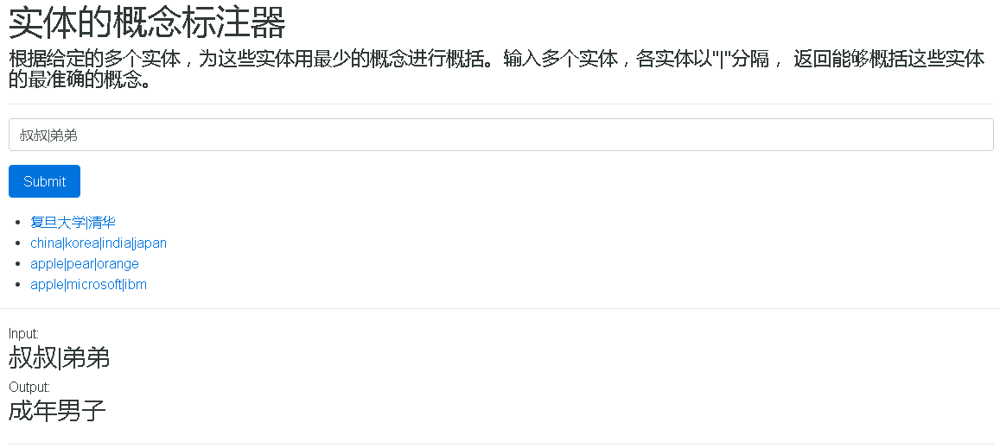 实体的概念标注器
根据给定的多个实体，为这些实体用最少的概念进行概括。输入多个实体，各实体以"|"分隔， 返回能够概括这些实体
的最准确的概念。
叔叔|弟弟
Submit
复旦大学|清华
china|korea|india|japan
apple|pear|orange
apple|microsoft|ibm
Input:
叔叔|弟弟
Output:
成年男子